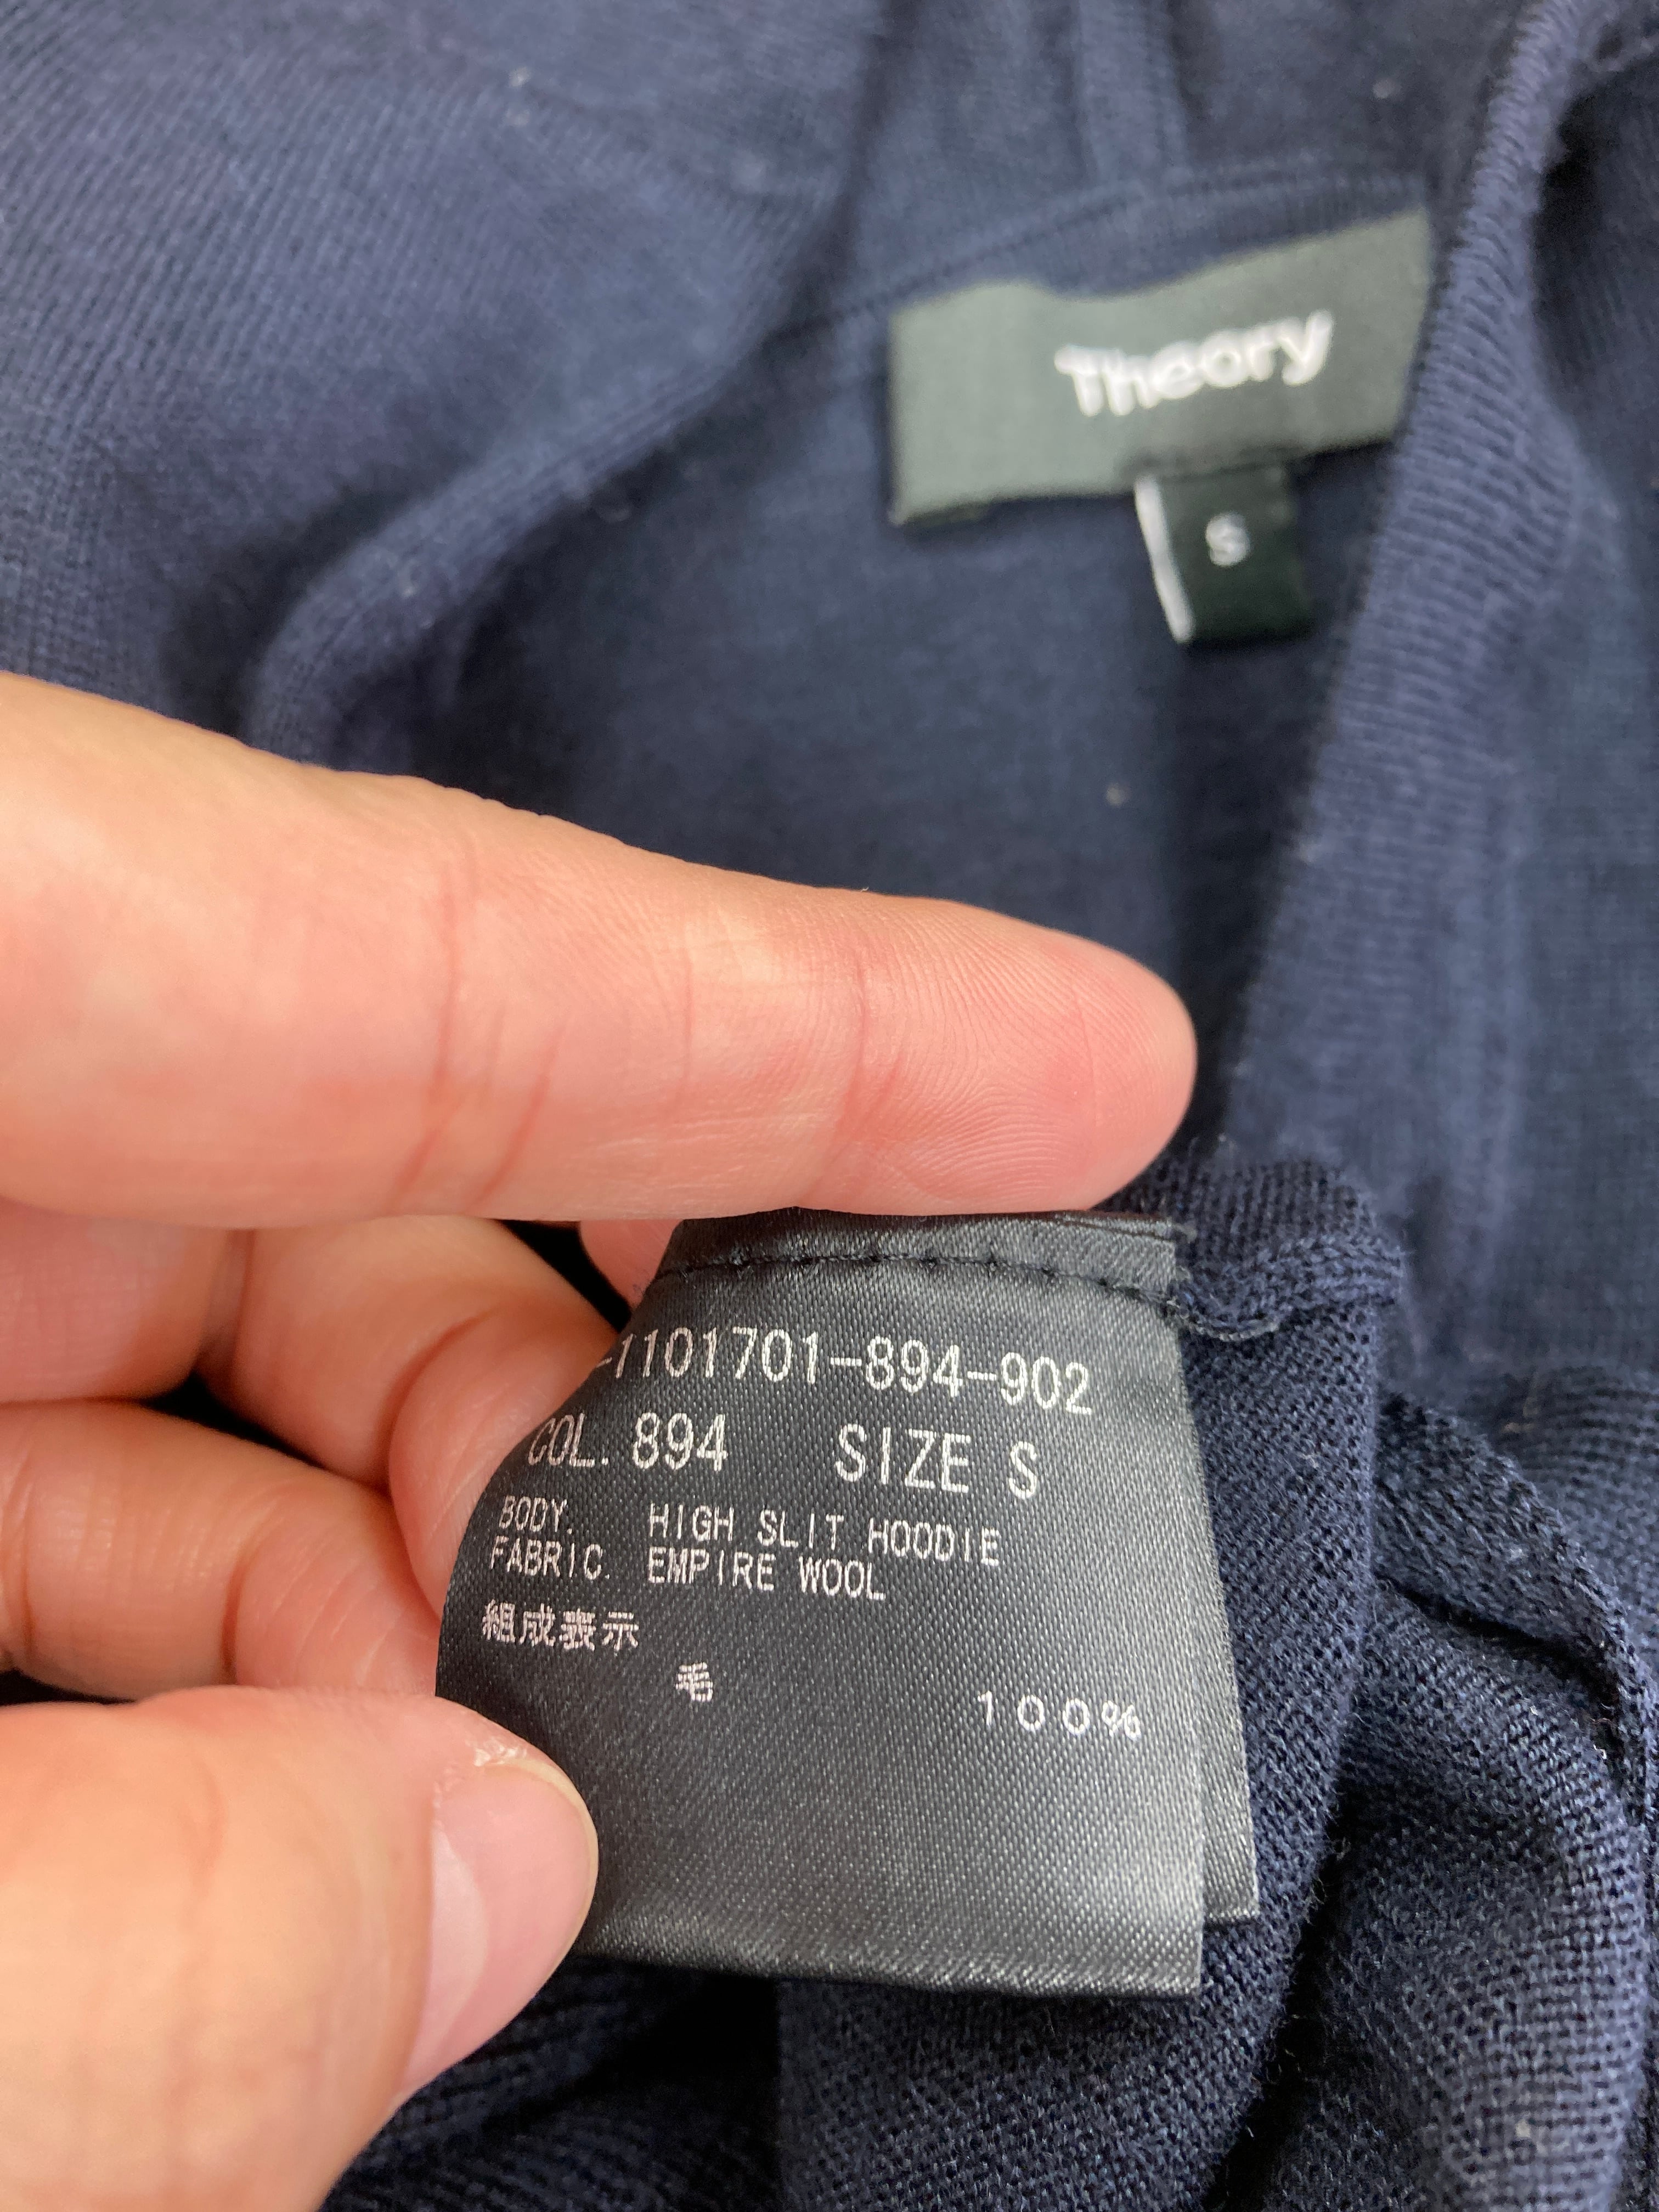 Theory
S
-1101701-894-902
COL. 894 SIZE S
BODY. HIGH SLIT HOODIE
FABRIC. EMPIRE WOOL
組成表示
毛 100%